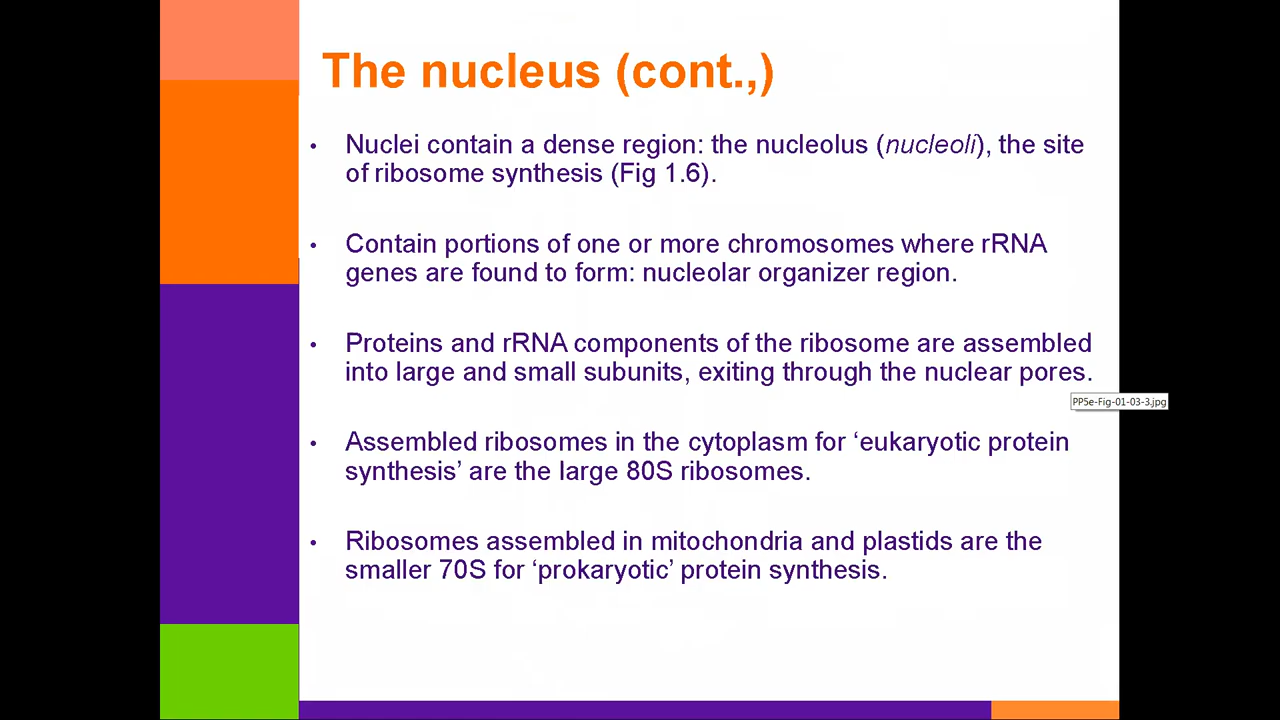 The nucleus (cont.,)
• Nuclei contain a dense region: the nucleolus (nucleoli), the site
of ribosome synthesis (Fig 1.6).
• Contain portions of one or more chromosomes where rRNA
genes are found to form: nucleolar organizer region.
• Proteins and rRNA components of the ribosome are assembled
into large and small subunits, exiting through the nuclear pores.
PP5e-Fig-01-03-3.jpg
• Assembled ribosomes in the cytoplasm for ‘eukaryotic protein
synthesis’ are the large 80S ribosomes.
• Ribosomes assembled in mitochondria and plastids are the
smaller 70S for ‘prokaryotic’ protein synthesis.